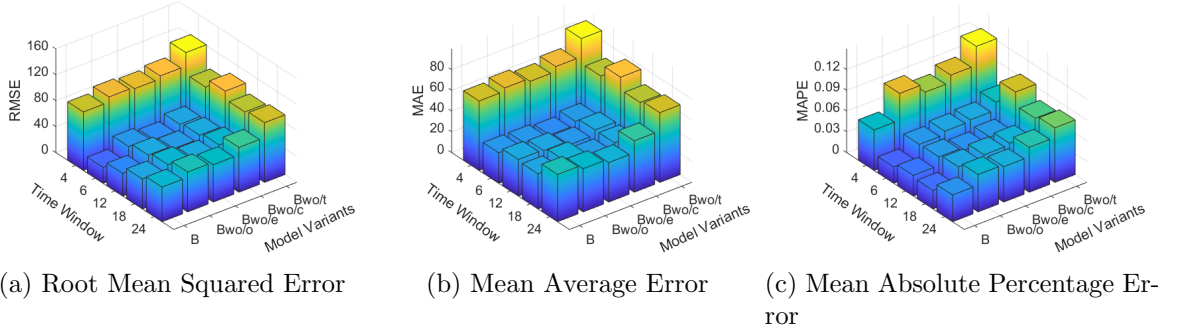 160
120
80
40
0
RMSE
4
6
12
18
24
Time Window
B
Bwo/o
Bwo/e
Bwo/c
Bwo/t
Model Variants
80
60
40
20
0
MAE
4
6
12
18
24
Time Window
B
Bwo/o
Bwo/e
Bwo/c
Bwo/t
Model Variants
0.12
0.09
0.06
0.03
0
MAPE
4
6
12
18
24
Time Window
B
Bwo/o
Bwo/e
Bwo/c
Bwo/t
Model Variants
(a) Root Mean Squared Error
(b) Mean Average Error
(c) Mean Absolute Percentage Er-
ror